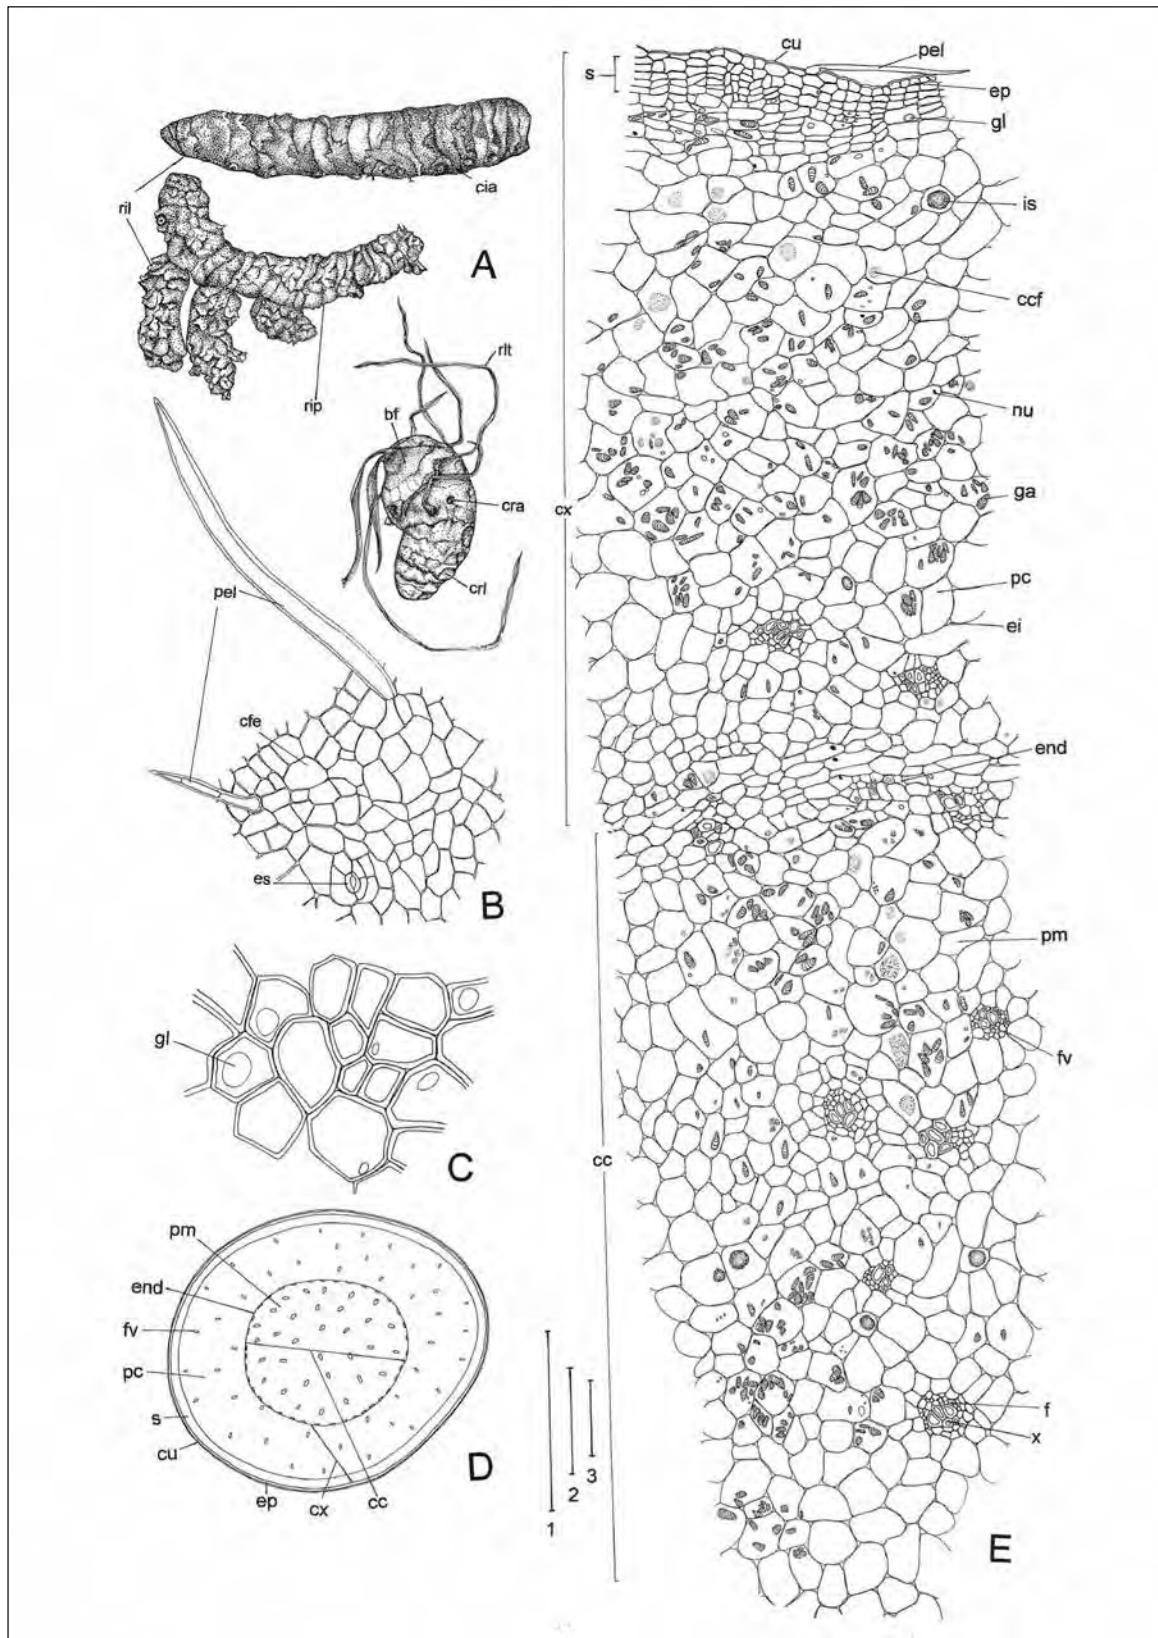 cia
ril
A
rip
rlt
bf
cra
crl
pel
cfe
es
B
gl
C
pm
end
fv
pc
s
cu
ep
cx
cc
D
1
2
3
cu
pel
s
ep
gl
is
ccf
nu
ga
cx
pc
ei
end
pm
fv
cc
f
x
E